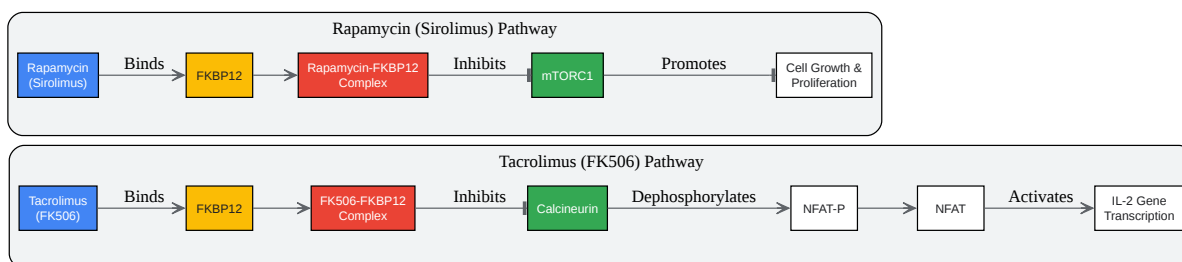 Rapamycin (Sirolimus) Pathway
Rapamycin
(Sirolimus)
Binds
FKBP12
Rapamycin-FKBP12
Complex
Inhibits
mTORC1
Promotes
Cell Growth &
Proliferation
Tacrolimus (FK506) Pathway
Tacrolimus
(FK506)
Binds
FKBP12
FK506-FKBP12
Complex
Inhibits
Calcineurin
Dephosphorylates
NFAT-P
NFAT
Activates
IL-2 Gene
Transcription